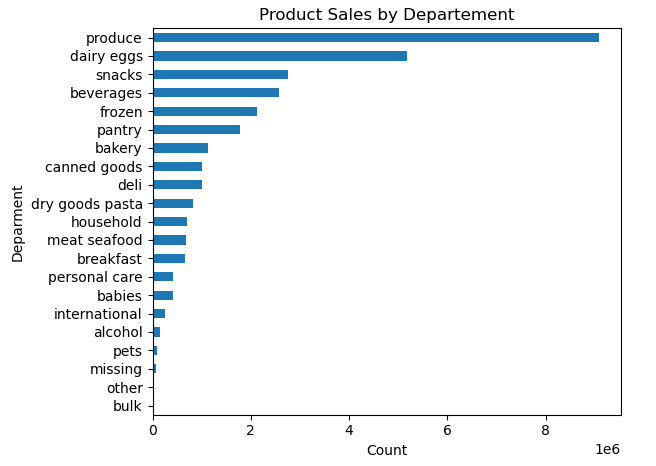 Product Sales by Departement
Deparment
produce
dairy eggs
snacks
beverages
frozen
pantry
bakery
canned goods
deli
dry goods pasta
household
meat seafood
breakfast
personal care
babies
international
alcohol
pets
missing
other
bulk
0 2 4 6 8
1e6
Count